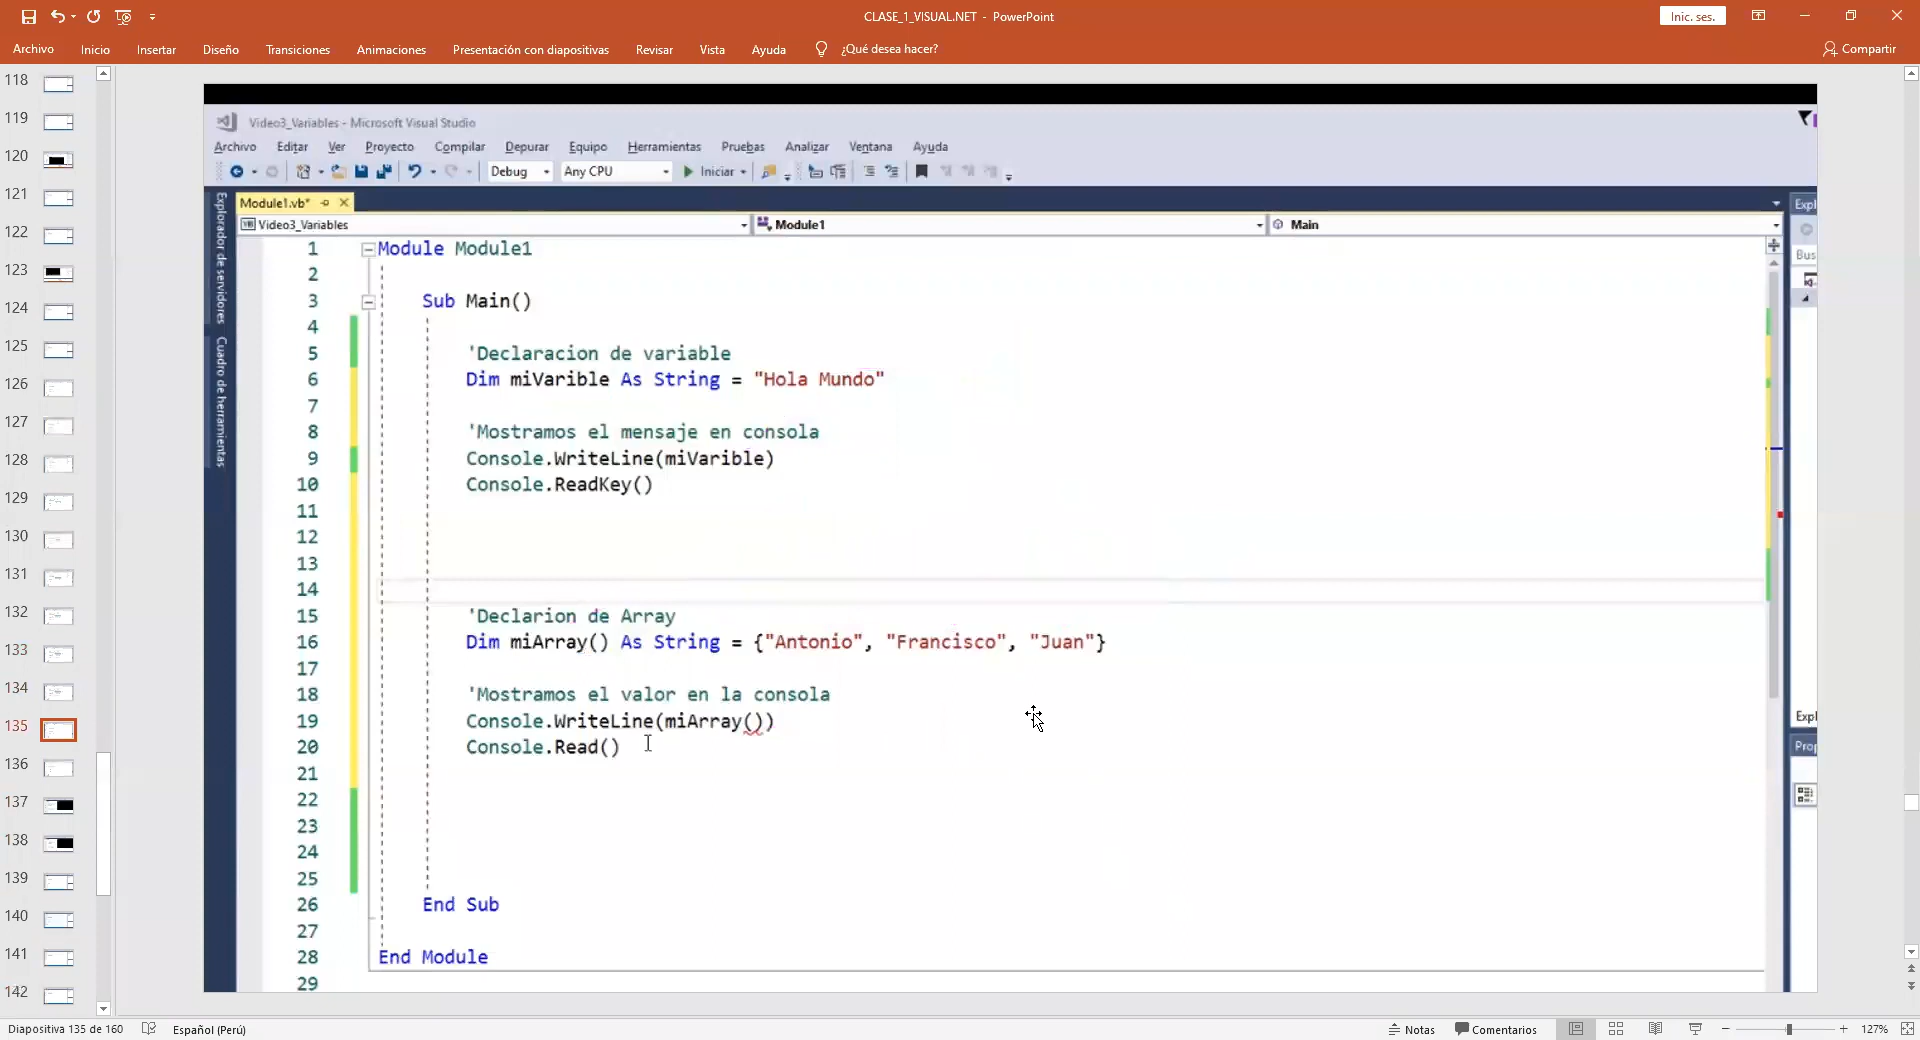 CLASE_1_VISUAL.NET - PowerPoint
Inic. ses.
Archivo Inicio Insertar Diseño Transiciones Animaciones Presentación con diapositivas Revisar Vista Ayuda ¿Qué desea hacer? Compartir
118
119
120
121
122
123
124
125
126
127
128
129
130
131
132
133
134
135
136
137
138
139
140
141
142
Video3_Variables - Microsoft Visual Studio
Archivo Editar Ver Proyecto Compilar Depurar Equipo Herramientas Pruebas Analizar Ventana Ayuda
Debug Any CPU Iniciar
Explorador de servidores
Cuadro de herramientas
Module1.vb*
Video3_Variables Module1 Main
Expl
Bus
Expl
Prop
1 Module Module1
2
3 Sub Main()
4
5 'Declaracion de variable
6 Dim miVarible As String = "Hola Mundo"
7
8 'Mostramos el mensaje en consola
9 Console.WriteLine(miVarible)
10 Console.ReadKey()
11
12
13
14
15 'Declarion de Array
16 Dim miArray() As String = {"Antonio", "Francisco", "Juan"}
17
18 'Mostramos el valor en la consola
19 Console.WriteLine(miArray())
20 Console.Read()
21
22
23
24
25
26 End Sub
27
28 End Module
29
Diapositiva 135 de 160 Español (Perú) Notas Comentarios 127%